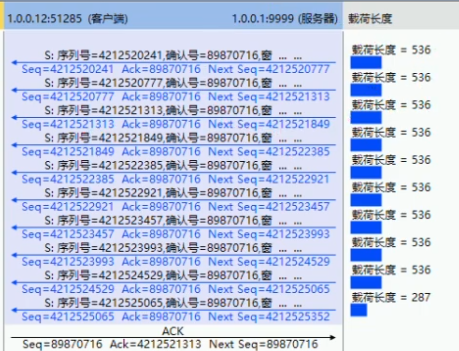 1.0.0.12:51285 (客户端) 1.0.0.1:9999 (服务器) 载荷长度
S: 序列号=4212520241,确认号=89870716,窗 ... ... 载荷长度 = 536
Seq=4212520241 Ack=89870716 Next Seq=4212520777
S: 序列号=4212520777,确认号=89870716,窗 ... ... 载荷长度 = 536
Seq=4212520777 Ack=89870716 Next Seq=4212521313
S: 序列号=4212521313,确认号=89870716,窗 ... ... 载荷长度 = 536
Seq=4212521313 Ack=89870716 Next Seq=4212521849
S: 序列号=4212521849,确认号=89870716,窗 ... ... 载荷长度 = 536
Seq=4212521849 Ack=89870716 Next Seq=4212522385
S: 序列号=4212522385,确认号=89870716,窗 ... ... 载荷长度 = 536
Seq=4212522385 Ack=89870716 Next Seq=4212522921
S: 序列号=4212522921,确认号=89870716,窗 ... ... 载荷长度 = 536
Seq=4212522921 Ack=89870716 Next Seq=4212523457
S: 序列号=4212523457,确认号=89870716,窗 ... ... 载荷长度 = 536
Seq=4212523457 Ack=89870716 Next Seq=4212523993
S: 序列号=4212523993,确认号=89870716,窗 ... ... 载荷长度 = 536
Seq=4212523993 Ack=89870716 Next Seq=4212524529
S: 序列号=4212524529,确认号=89870716,窗 ... ... 载荷长度 = 536
Seq=4212524529 Ack=89870716 Next Seq=4212525065
S: 序列号=4212525065,确认号=89870716,窗 ... ... 载荷长度 = 287
Seq=4212525065 Ack=89870716 Next Seq=4212525352
ACK
Seq=89870716 Ack=4212521313 Next Seq=89870716